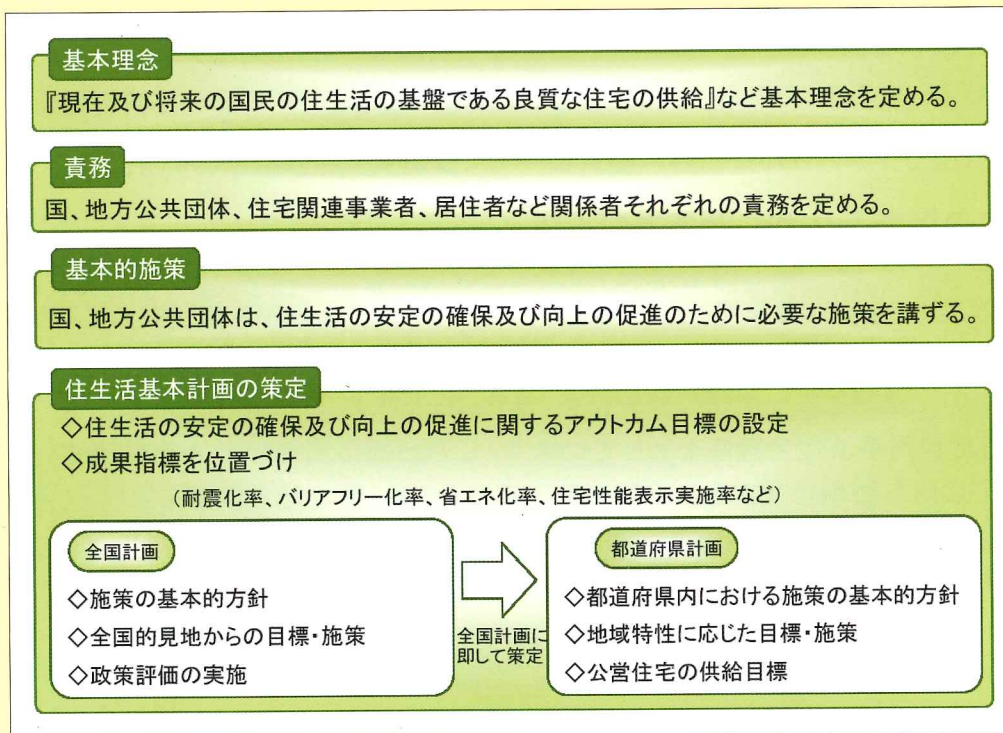 基本理念
『現在及び将来の国民の住生活の基盤である良質な住宅の供給』など基本理念を定める。
責務
国、地方公共団体、住宅関連事業者、居住者など関係者それぞれの責務を定める。
基本的施策
国、地方公共団体は、住生活の安定の確保及び向上の促進のために必要な施策を講ずる。
住生活基本計画の策定
◇住生活の安定の確保及び向上の促進に関するアウトカム目標の設定
◇成果指標を位置づけ
（耐震化率、バリアフリー化率、省エネ化率、住宅性能表示実施率など）
全国計画
◇施策の基本的方針
◇全国的見地からの目標・施策
◇政策評価の実施
全国計画に
即して策定
都道府県計画
◇都道府県内における施策の基本的方針
◇地域特性に応じた目標・施策
◇公営住宅の供給目標